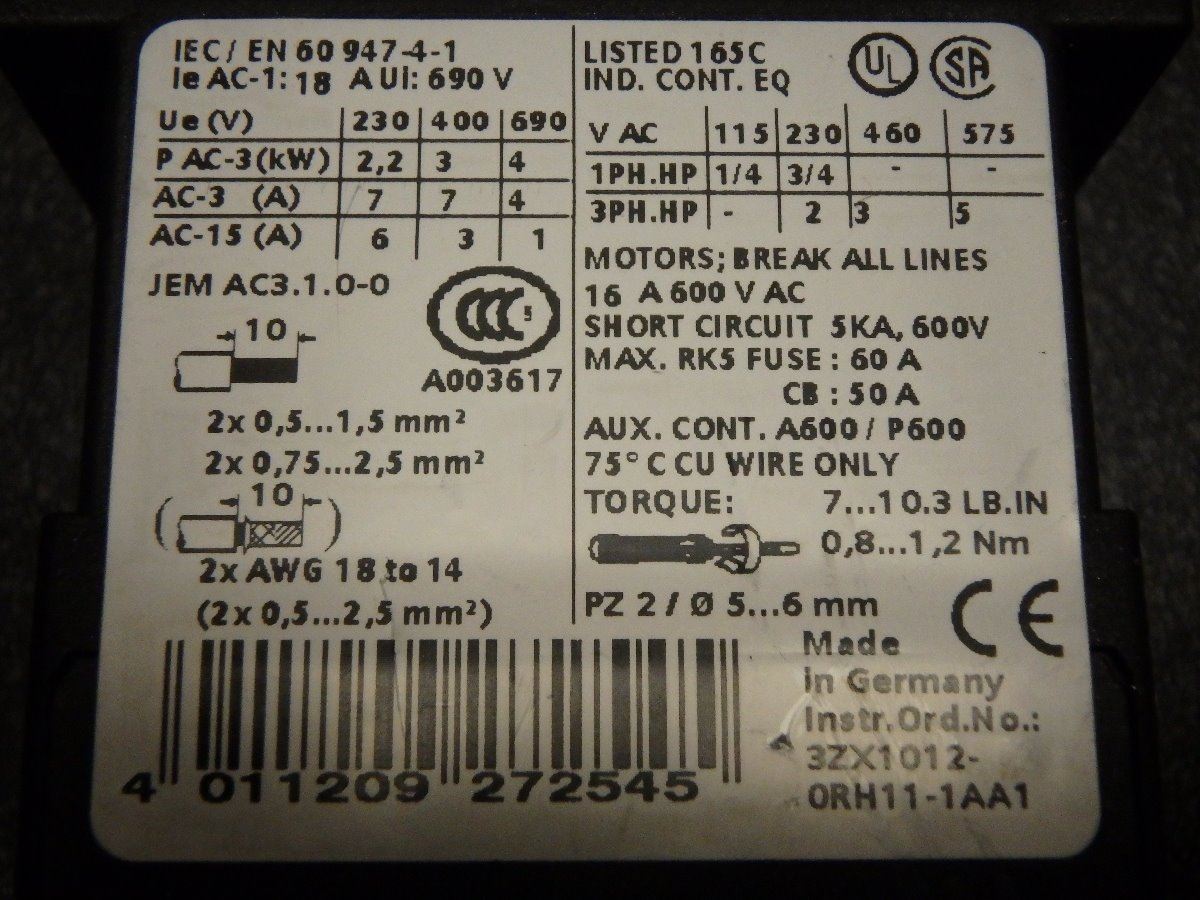 IEC/ EN 60 947-4-1
Ie AC-1: 18 A Ui: 690 V
Ue (V) 230 400 690
P AC-3 (kW) 2,2 3 4
AC-3 (A) 7 7 4
AC-15 (A) 6 3 1
JEM AC3.1.0-0
CCC S
10
A003617
2x 0,5...1,5 mm²
2x 0,75...2,5 mm²
( 10 )
2x AWG 18 to 14
(2x 0,5...2,5 mm²)
LISTED 165C UL SA
IND. CONT. EQ
V AC 115 230 460 575
1PH.HP 1/4 3/4 - -
3PH.HP - 2 3 5
MOTORS; BREAK ALL LINES
16 A 600 V AC
SHORT CIRCUIT 5KA, 600V
MAX. RK5 FUSE : 60 A
CB : 50 A
AUX. CONT. A600 / P600
75° C CU WIRE ONLY
TORQUE: 7...10.3 LB.IN
0,8...1,2 Nm
PZ 2 / Ø 5...6 mm
CE
Made
in Germany
Instr.Ord.No.:
3ZX1012-
0RH11-1AA1
4 011209 272545